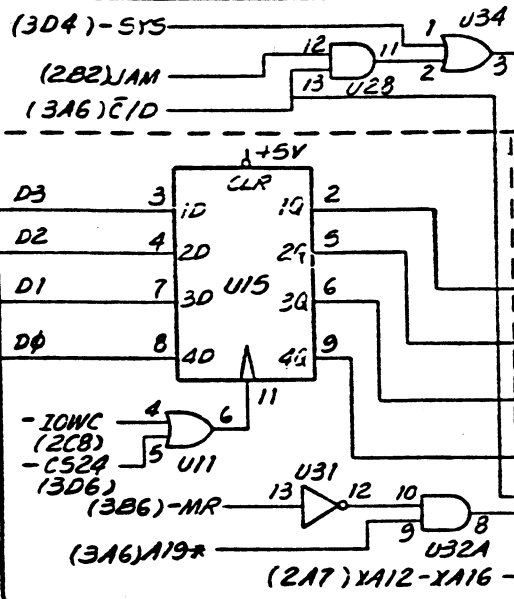 (3D4)-SYS 1 U34
12 11
(2B2)JAM 2 3
13 U28
(3A6)C̅/D
+5V
CLR
D3 3 1D 1Q 2
D2 4 2D 2Q 5
D1 7 3D U15 3Q 6
DØ 8 4D 4Q 9
11
-IOWC 4 6
(2C8)
-CS24 5 U11
(3D6) U31
(3B6)-MR 13 12 10
9 8
(3A6)A19* U32A
(2A7)XA12-XA16-